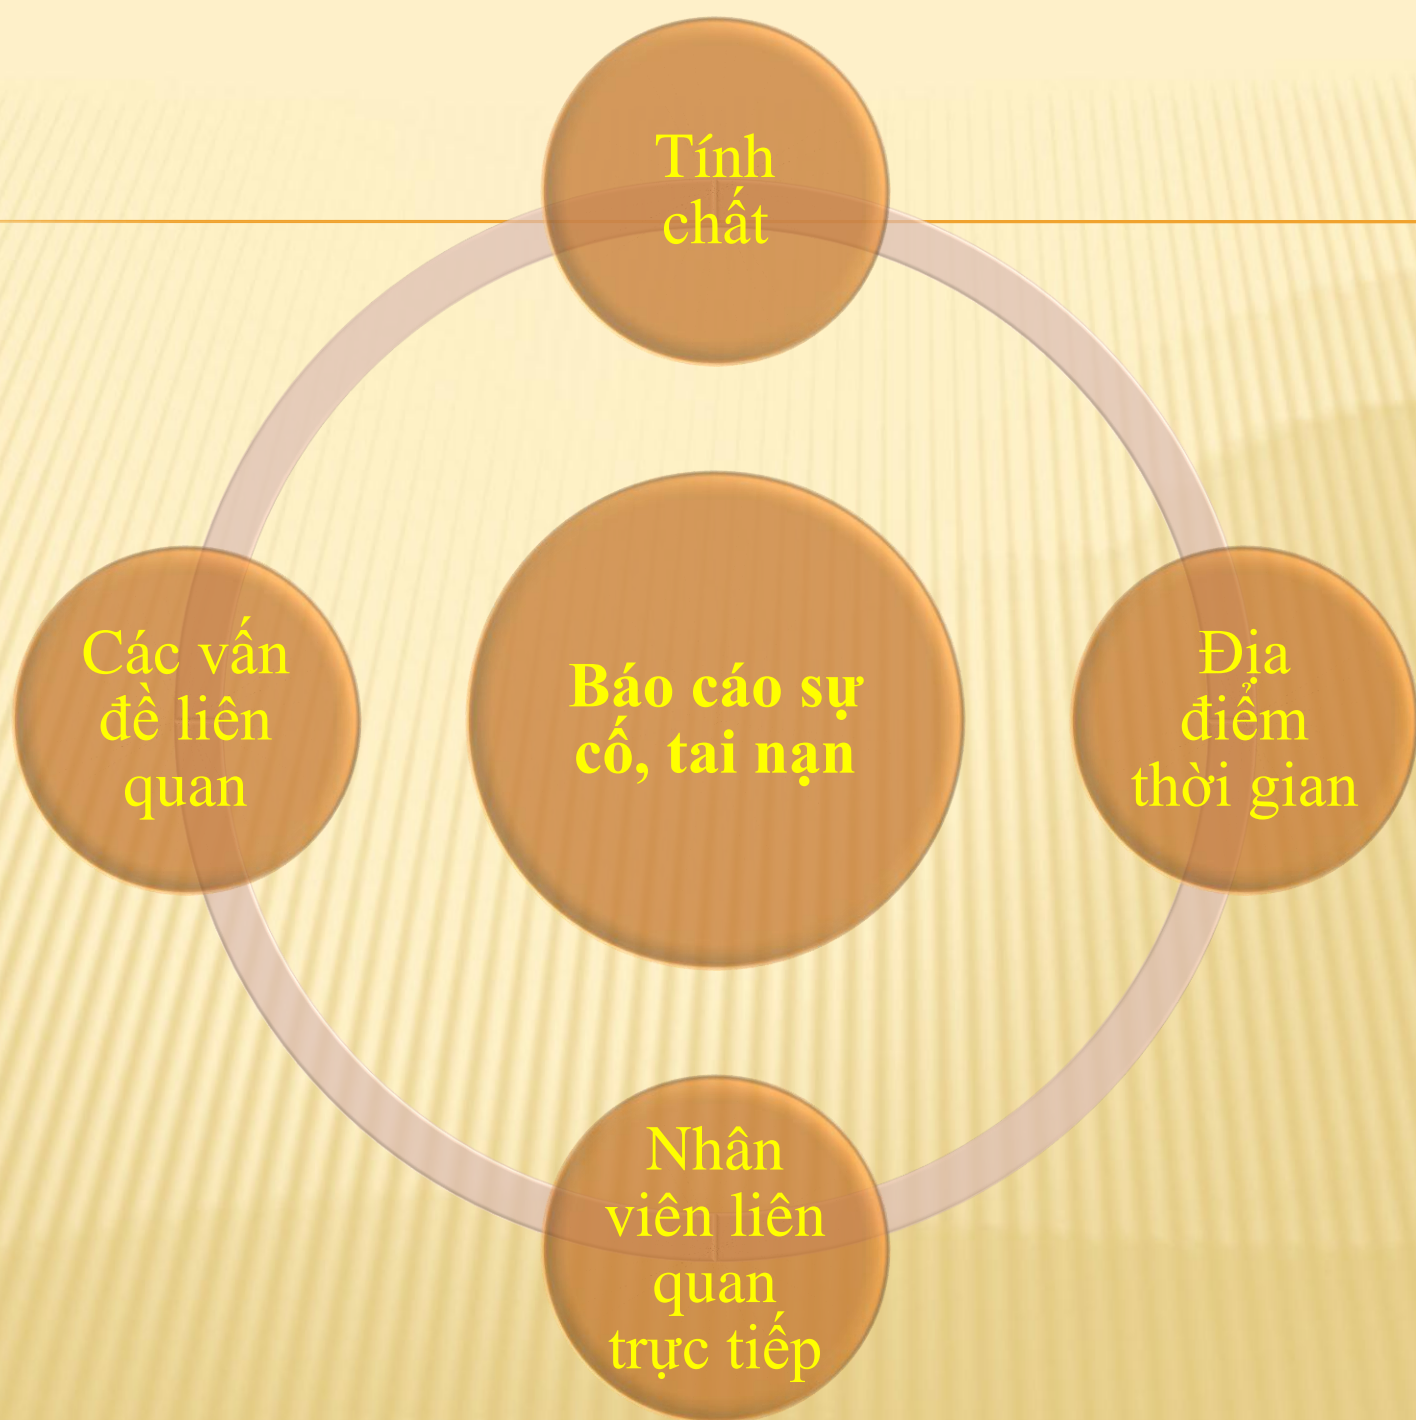 Tính
chất
Các vấn
đề liên
quan
Báo cáo sự
cố, tai nạn
Địa
điểm
thời gian
Nhân
viên liên
quan
trực tiếp